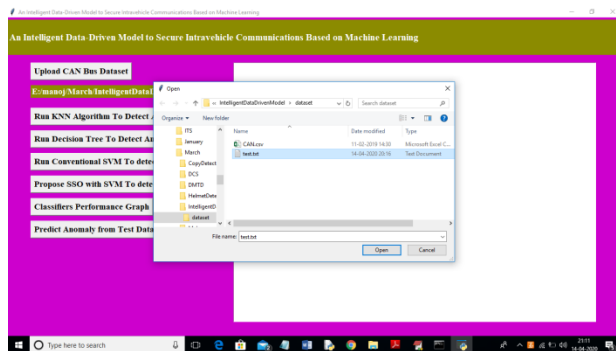 An Intelligent Data-Driven Model to Secure Intravehicle Communications Based on Machine Learning
An Intelligent Data-Driven Model to Secure Intravehicle Communications Based on Machine Learning
Upload CAN Bus Dataset
E:/manoj/March/IntelligentDataD
Run KNN Algorithm To Detect A
Run Decision Tree To Detect An
Run Conventional SVM To dete
Propose SSO with SVM To dete
Classifiers Performance Graph
Predict Anomaly from Test Data
Open
« IntelligentDataDrivenModel › dataset
Search dataset
Organize
New folder
Name
Date modified
Type
ITS
January
March
CopyDetect
DCS
DMTD
HelmetDete
IntelligentD
dataset
CAN.csv
11-02-2019 14:30
Microsoft Excel C...
test.txt
14-04-2020 20:16
Text Document
File name:
test.txt
Open
Cancel
Type here to search
21:11
14-04-2020